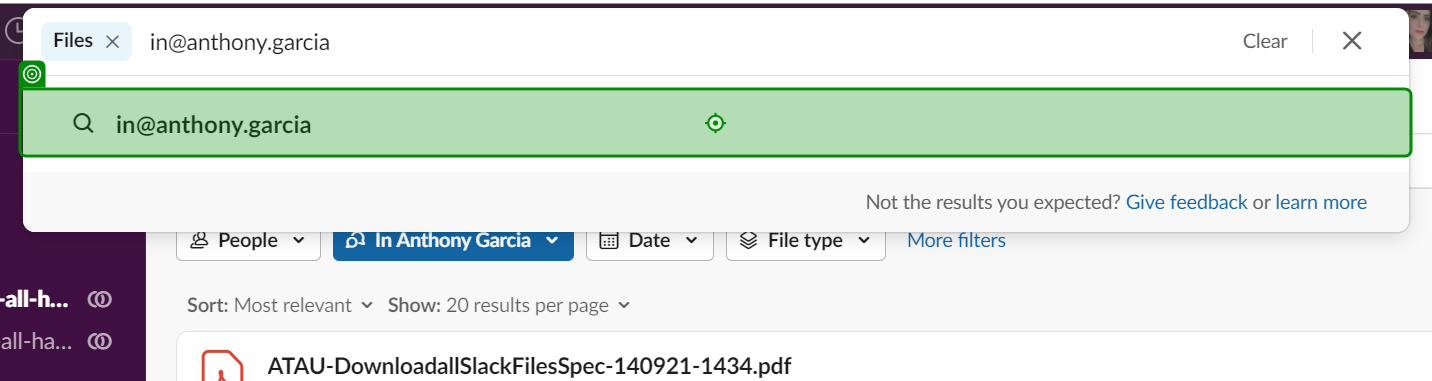 Files in@anthony.garcia Clear
in@anthony.garcia
Not the results you expected? Give feedback or learn more
People In Anthony Garcia Date File type More filters
-all-h...
Sort: Most relevant Show: 20 results per page
all-ha...
ATAU-DownloadallSlackFilesSpec-140921-1434.pdf